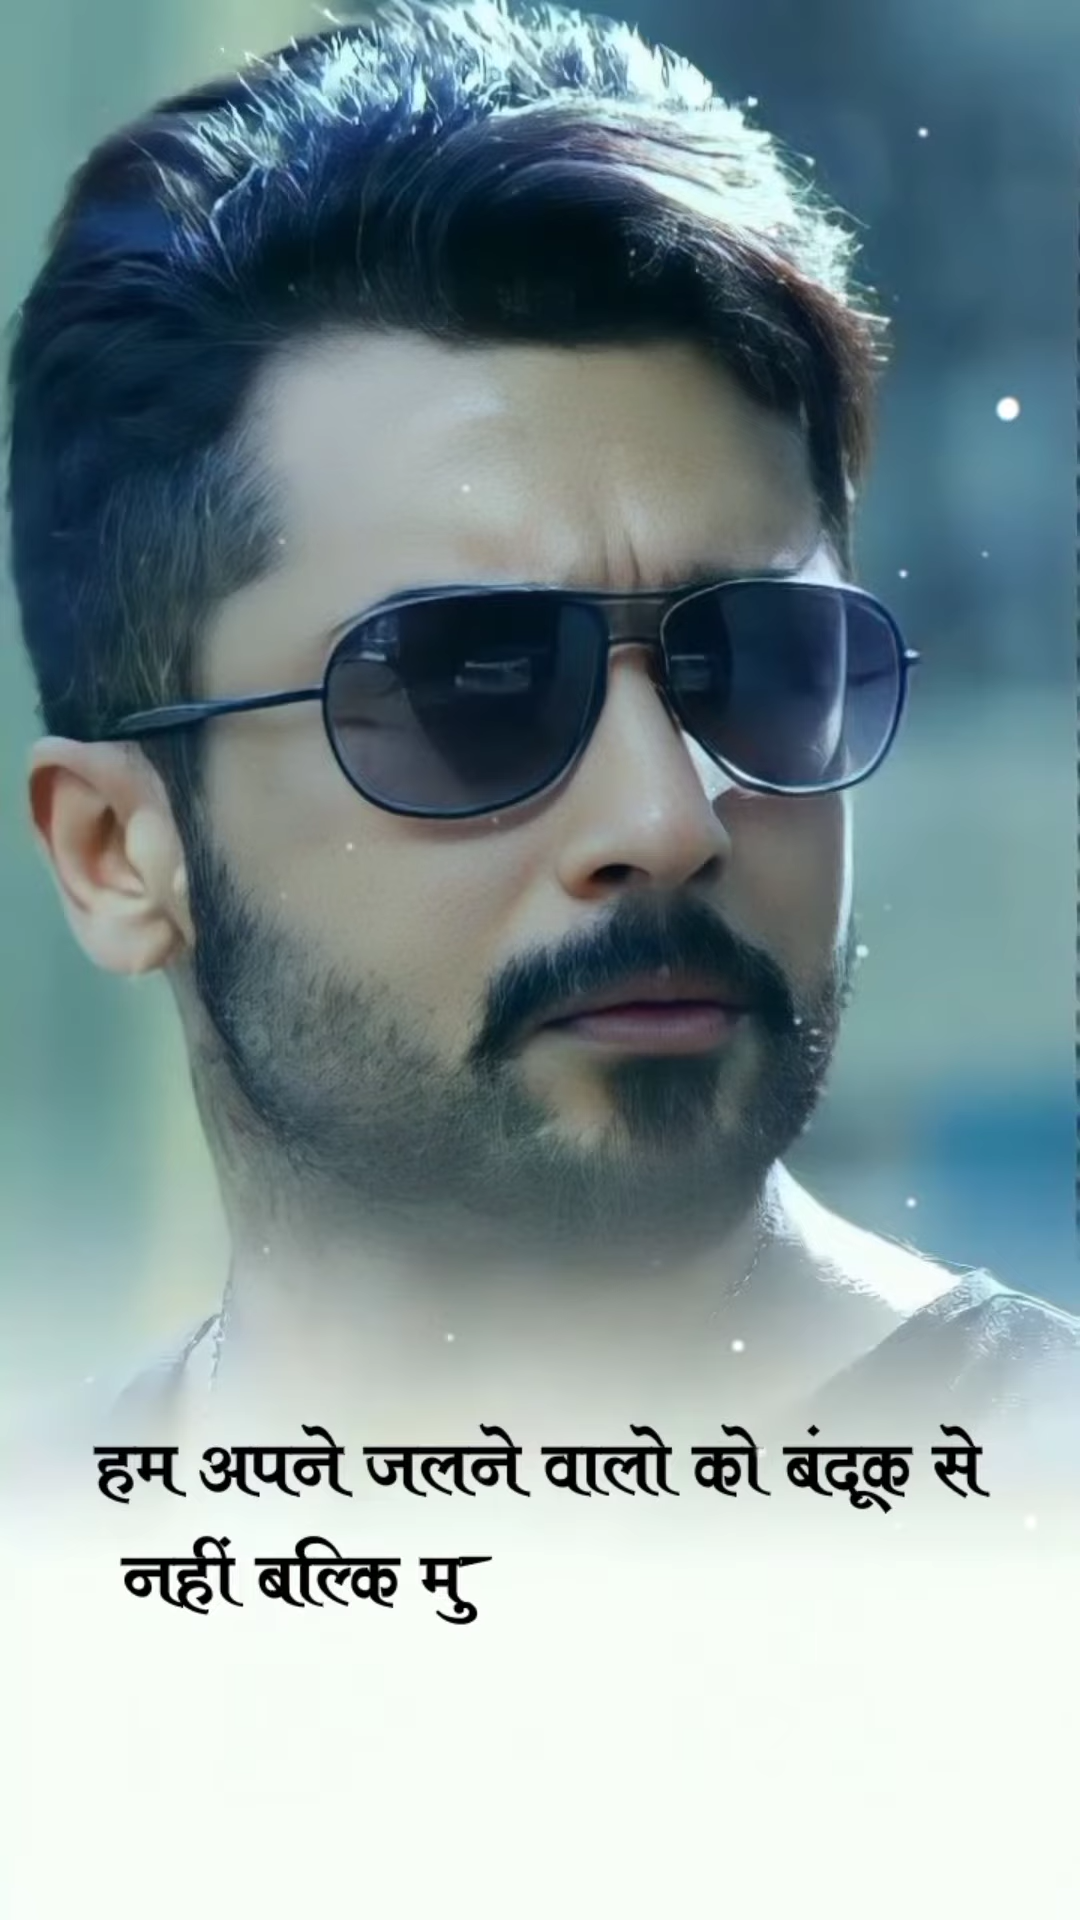 हम अपने जलने वालो को बंदूक से
नहीं बल्कि मु